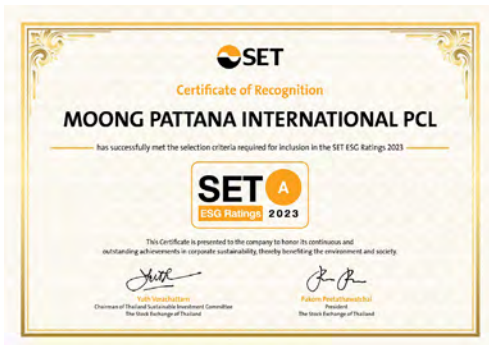 SET
Certificate of Recognition
MOONG PATTANA INTERNATIONAL PCL
has successfully met the selection criteria required for inclusion in the SET ESG Ratings 2023
SET A
ESG Ratings 2023
This Certificate is presented to the company to honor its continuous and
outstanding achievements in corporate sustainability, thereby benefiting the environment and society.
Chairman of Thailand Sustainable Investment Committee
The Stock Exchange of Thailand
Pakorn Peetathawatchai
President
The Stock Exchange of Thailand